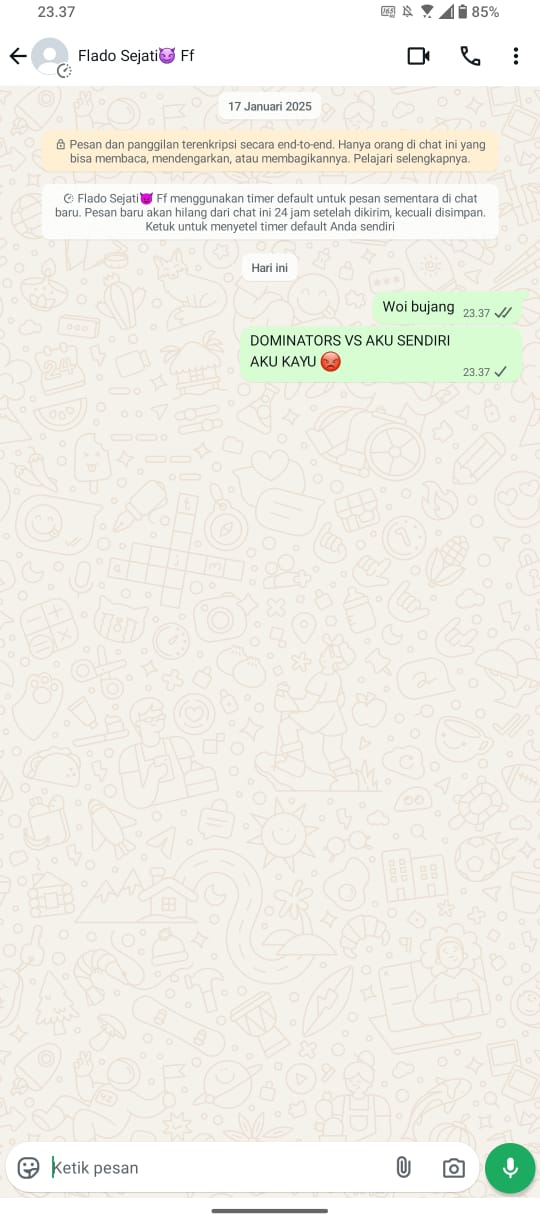 23.37
85%
Flado Sejati😈 Ff
17 Januari 2025
Pesan dan panggilan terenkripsi secara end-to-end. Hanya orang di chat ini yang
bisa membaca, mendengarkan, atau membagikannya. Pelajari selengkapnya.
Flado Sejati😈 Ff menggunakan timer default untuk pesan sementara di chat
baru. Pesan baru akan hilang dari chat ini 24 jam setelah dikirim, kecuali disimpan.
Ketuk untuk menyetel timer default Anda sendiri
Hari ini
Woi bujang 23.37
DOMINATORS VS AKU SENDIRI
AKU KAYU 😡
23.37
Ketik pesan